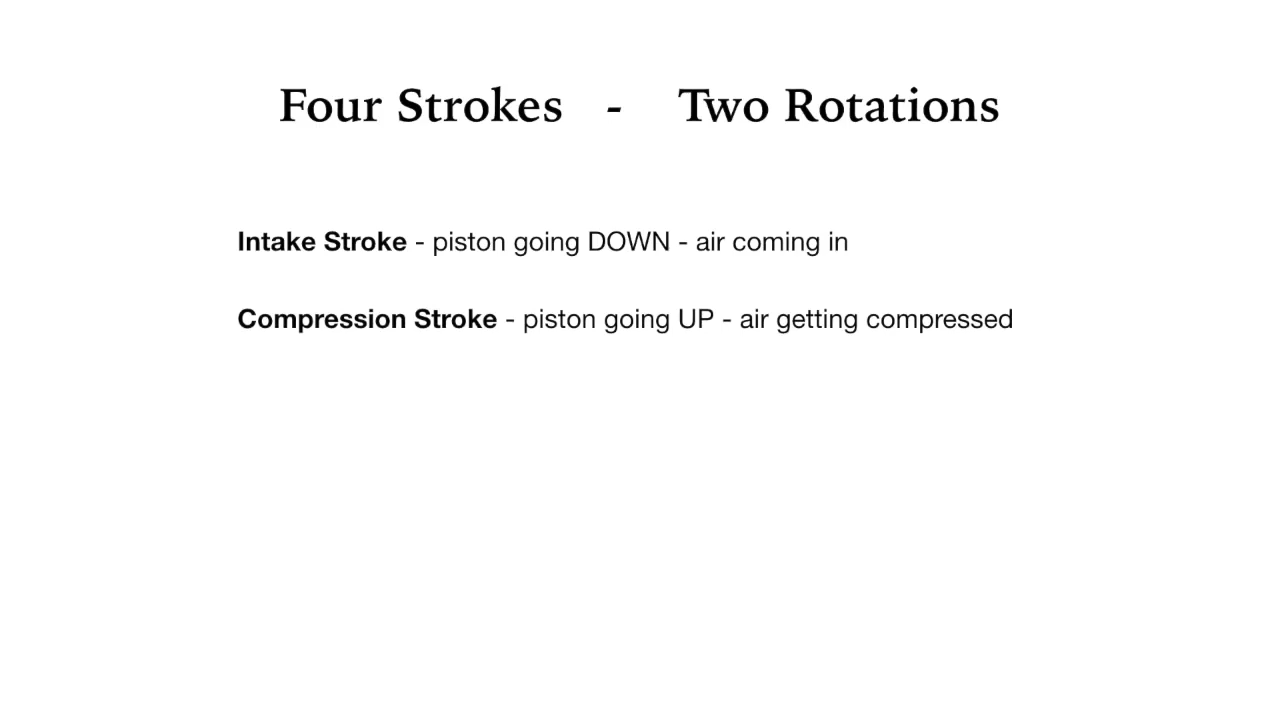 Four Strokes - Two Rotations
Intake Stroke - piston going DOWN - air coming in
Compression Stroke - piston going UP - air getting compressed